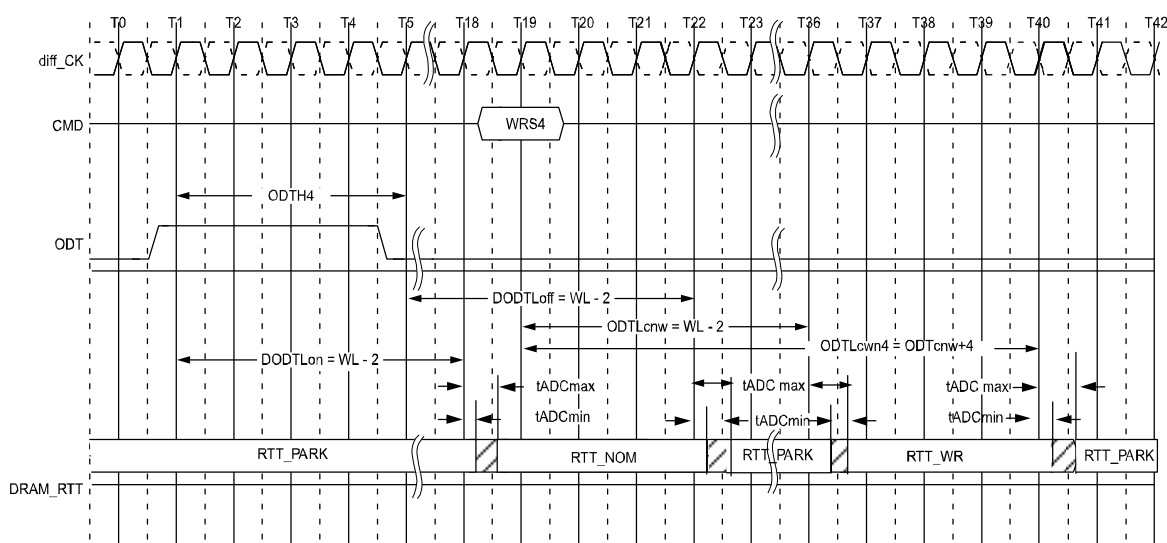 T0 T1 T2 T3 T4 T5 T18 T19 T20 T21 T22 T23 T36 T37 T38 T39 T40 T41 T42
diff_CK
CMD
WRS4
ODTH4
ODT
DODTLoff = WL - 2
ODTLcnw = WL - 2
ODTLcwn4 = ODTcnw+4
DODTLon = WL - 2
tADCmax
tADC max
tADC max
tADCmin
tADCmin
tADCmin
RTT_PARK
RTT_NOM
RTT_PARK
RTT_WR
RTT_PARK
DRAM_RTT